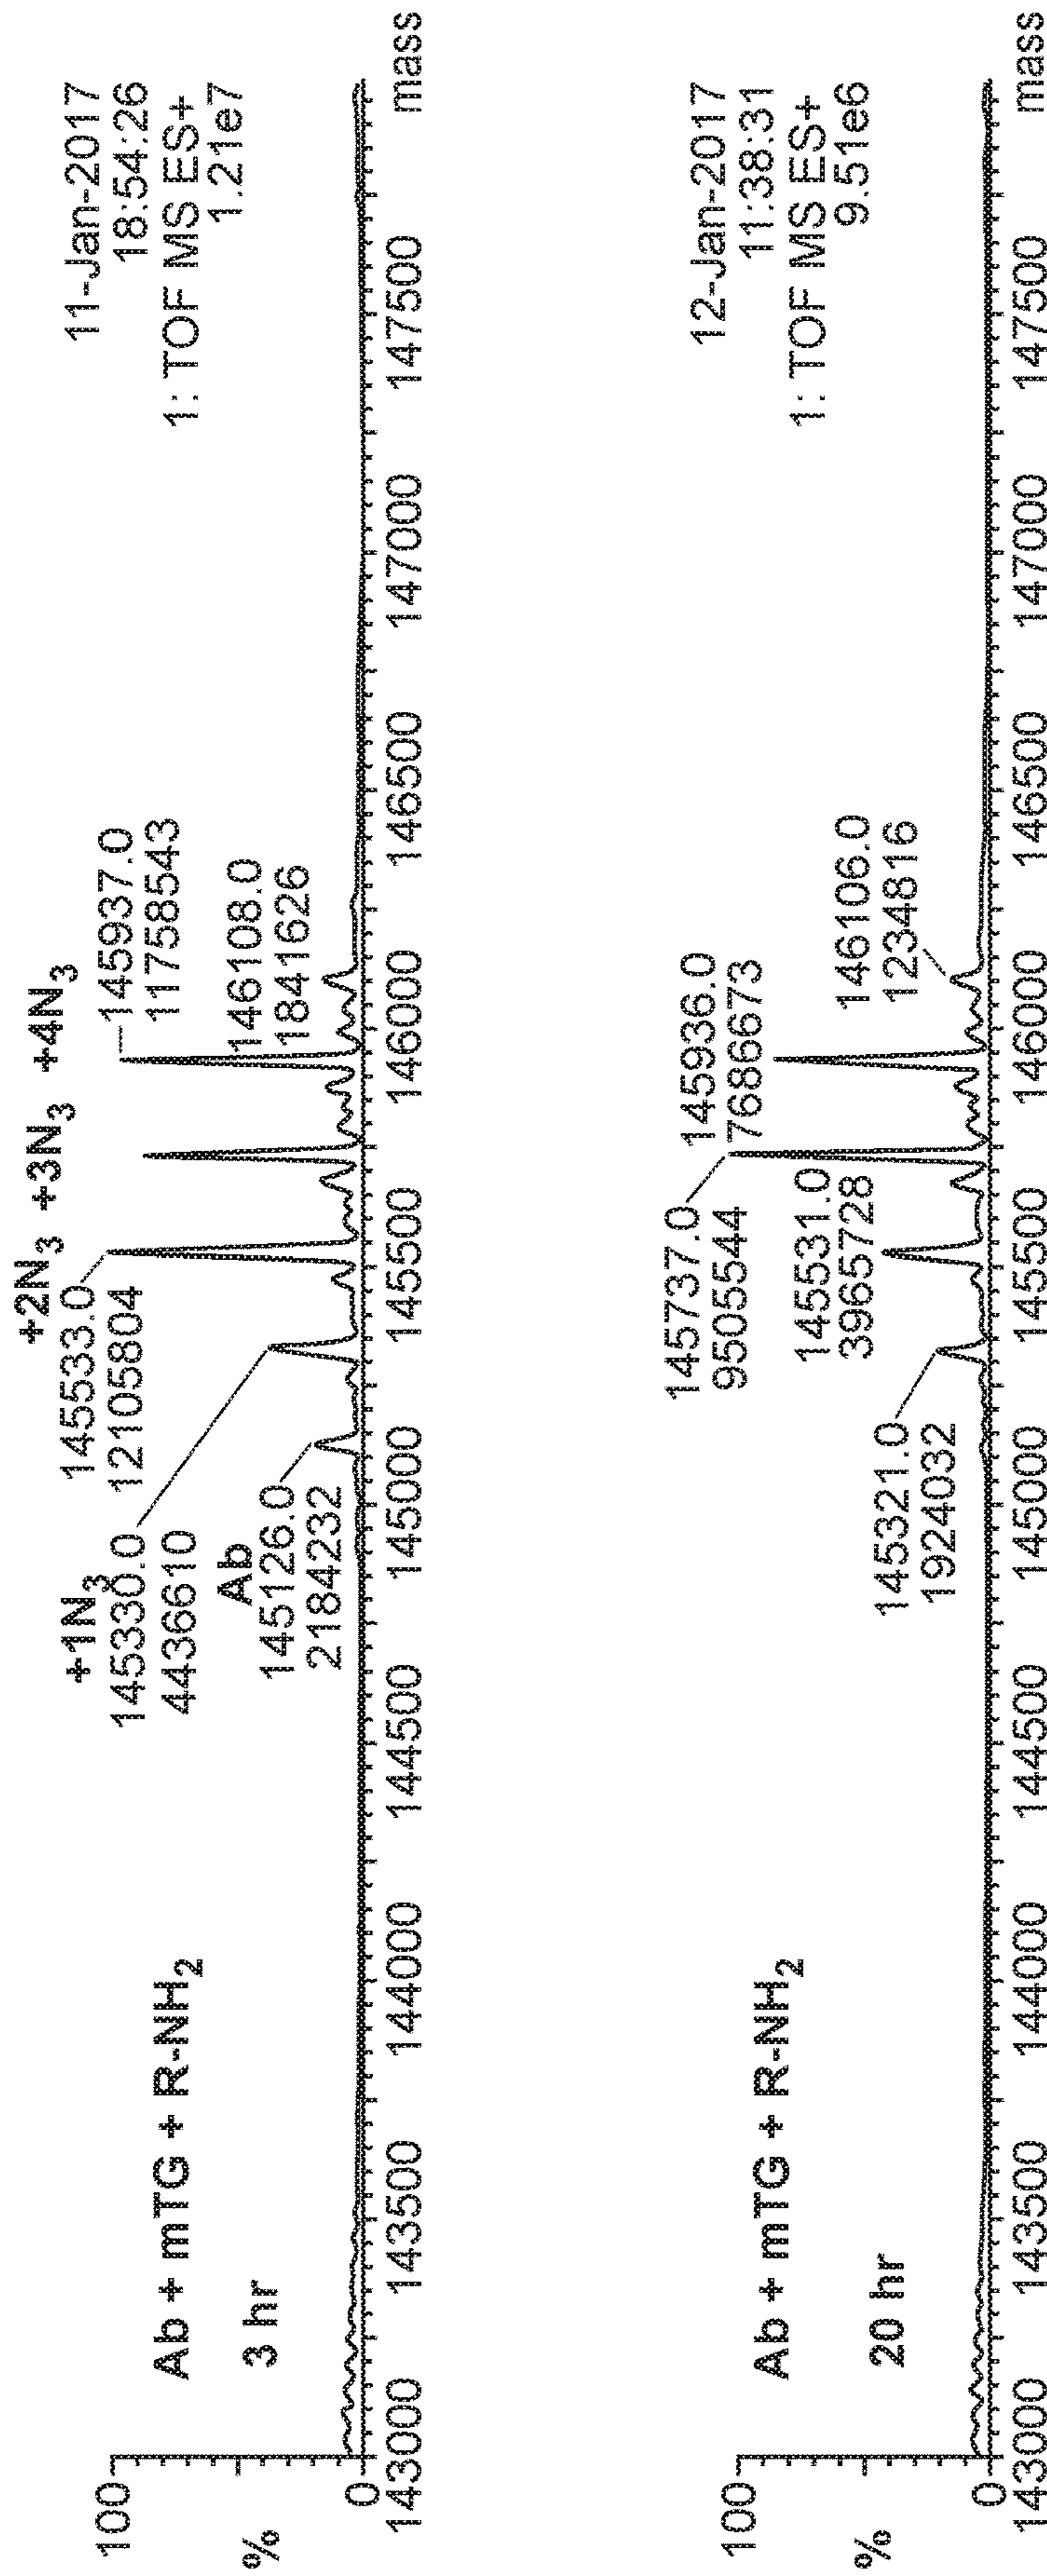 Ab + mTG + R-NH2
3 hr
+1N3
+2N3
+3N3
+4N3
145330.0
4436610
Ab
145126.0
2184232
145533.0
12105804
145937.0
11758543
146108.0
1841626
11-Jan-2017
18:54:26
1: TOF MS ES+
1.21e7
100
%
0
143000 143500 144000 144500 145000 145500 146000 146500 147000 147500 mass
Ab + mTG + R-NH2
20 hr
145321.0
1924032
145737.0
9505544
145531.0
3965728
145936.0
7686673
146106.0
1234816
12-Jan-2017
11:38:31
1: TOF MS ES+
9.51e6
100
%
0
143000 143500 144000 144500 145000 145500 146000 146500 147000 147500 mass